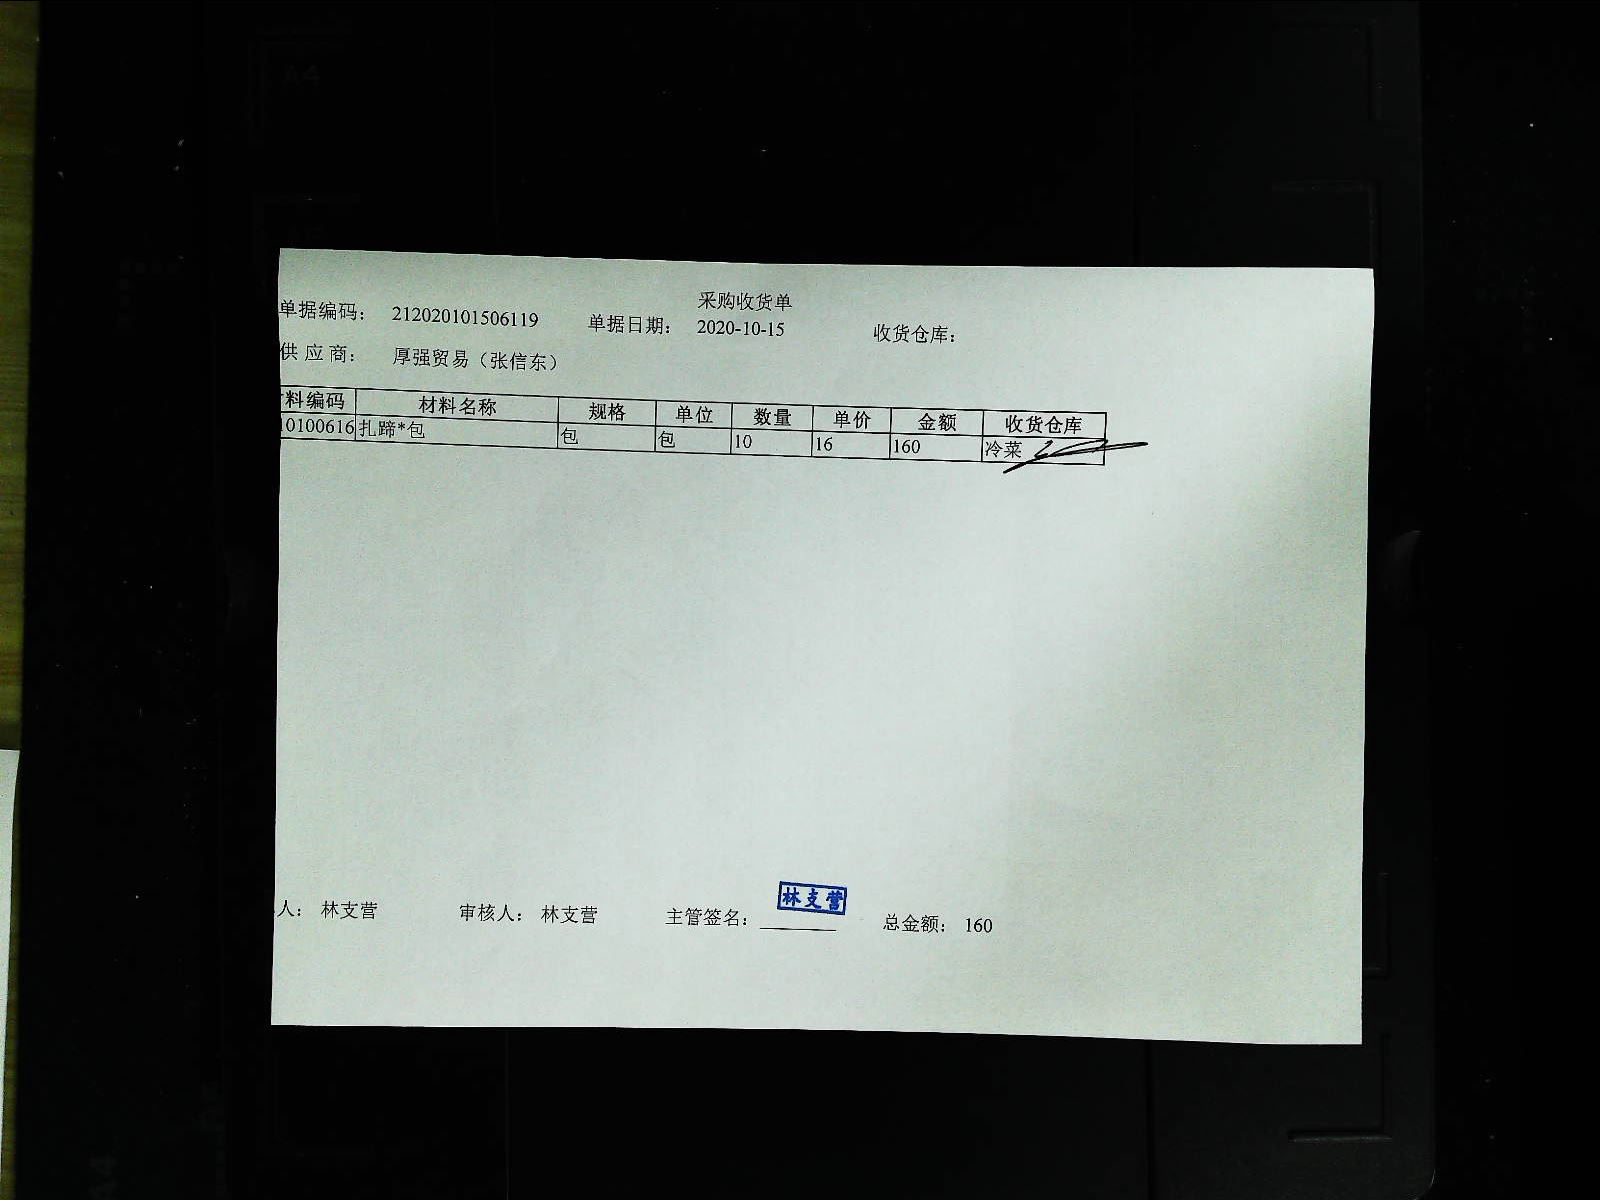 采购收货单
单据编码： 212020101506119 单据日期： 2020-10-15 收货仓库：
供应商： 厚强贸易（张信东）
料编码 材料名称 规格 单位 数量 单价 金额 收货仓库
10100616 扎蹄*包 包 包 10 16 160 冷菜
人： 林支营 审核人： 林支营 主管签名： 林支营 总金额： 160
A4